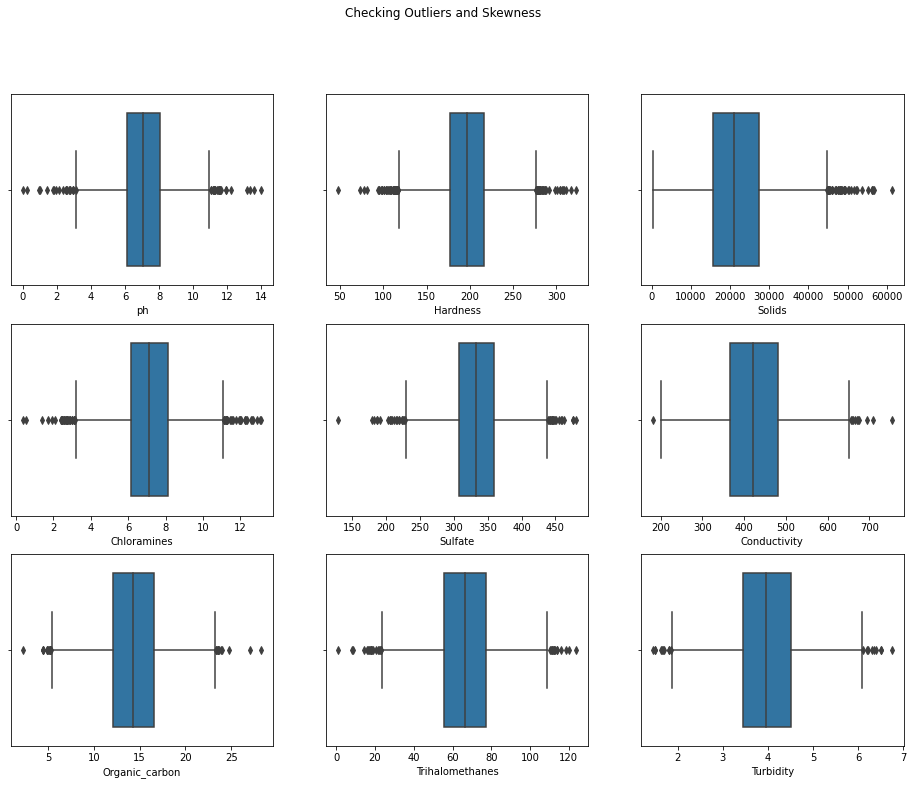 Checking Outliers and Skewness
0 2 4 6 8 10 12 14
ph
50 100 150 200 250 300
Hardness
0 10000 20000 30000 40000 50000 60000
Solids
0 2 4 6 8 10 12
Chloramines
150 200 250 300 350 400 450
Sulfate
200 300 400 500 600 700
Conductivity
5 10 15 20 25
Organic_carbon
0 20 40 60 80 100 120
Trihalomethanes
2 3 4 5 6 7
Turbidity